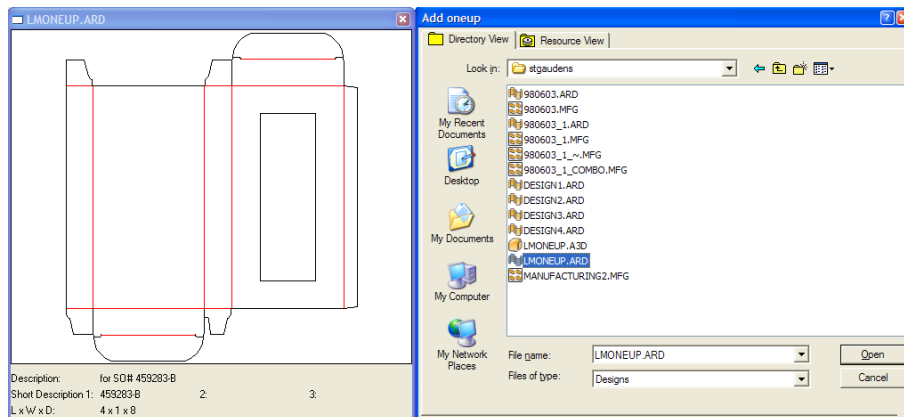 LMONEUP.ARD
Description: for SO# 459283-B
Short Description 1: 459283-B 2: 3:
L x W x D: 4 x 1 x 8
Add oneup
Directory View Resource View
Look in: stgaudens
My Recent Documents
Desktop
My Documents
My Computer
My Network Places
980603.ARD
980603.MFG
980603_1.ARD
980603_1.MFG
980603_1_~.MFG
980603_1_COMBO.MFG
DESIGN1.ARD
DESIGN2.ARD
DESIGN3.ARD
DESIGN4.ARD
LMONEUP.A3D
LMONEUP.ARD
MANUFACTURING2.MFG
File name: LMONEUP.ARD Open
Files of type: Designs Cancel